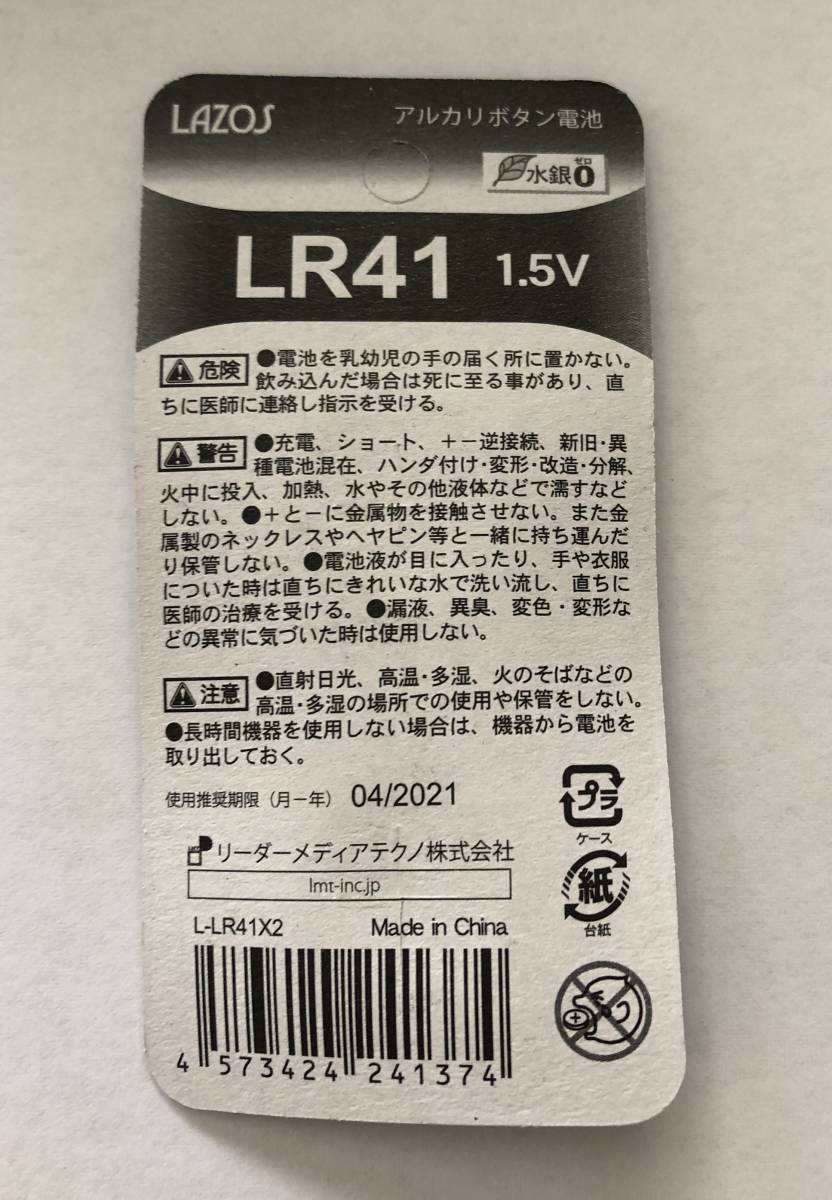 LAZOS アルカリボタン電池
ゼロ
水銀0
LR41 1.5V
危険 ●電池を乳幼児の手の届く所に置かない。
飲み込んだ場合は死に至る事があり、直
ちに医師に連絡し指示を受ける。
警告 ●充電、ショート、+−逆接続、新旧・異
種電池混在、ハンダ付け・変形・改造・分解、
火中に投入、加熱、水やその他液体などで濡すなど
しない。●+と−に金属物を接触させない。また金
属製のネックレスやヘヤピン等と一緒に持ち運んだ
り保管しない。●電池液が目に入ったり、手や衣服
についた時は直ちにきれいな水で洗い流し、直ちに
医師の治療を受ける。●漏液、異臭、変色・変形な
どの異常に気づいた時は使用しない。
注意 ●直射日光、高温・多湿、火のそばなどの
高温・多湿の場所での使用や保管をしない。
●長時間機器を使用しない場合は、機器から電池を
取り出しておく。
使用推奨期限（月−年） 04/2021
プラ
ケース
リーダーメディアテクノ株式会社
lmt-inc.jp
紙
台紙
L-LR41X2 Made in China
4 573424 241374